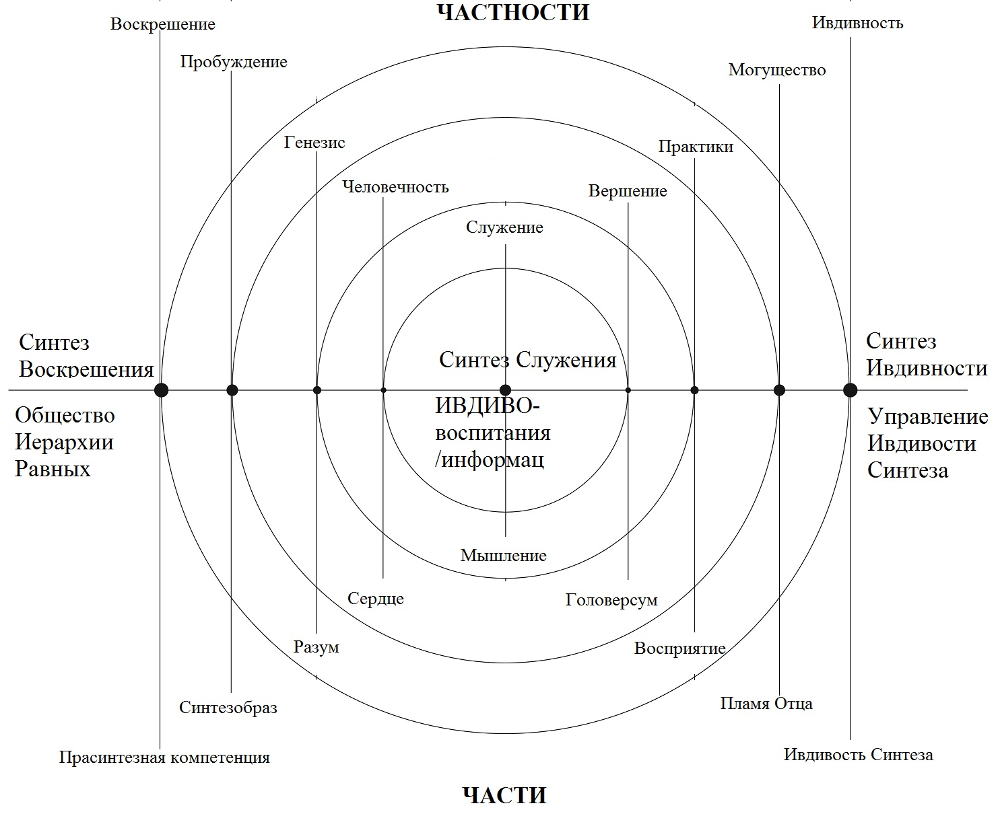 ЧАСТНОСТИ
Воскрешение
Ивдивность
Пробуждение
Могущество
Генезис
Практики
Человечность
Вершение
Служение
Синтез
Воскрешения
Синтез Служения
Синтез
Ивдивности
Общество
Иерархии
Равных
ИВДИВО-
воспитания
/информац
Управление
Ивдивости
Синтеза
Мышление
Сердце
Головерсум
Разум
Восприятие
Синтезобраз
Пламя Отца
Прасинтезная компетенция
Ивдивость Синтеза
ЧАСТИ